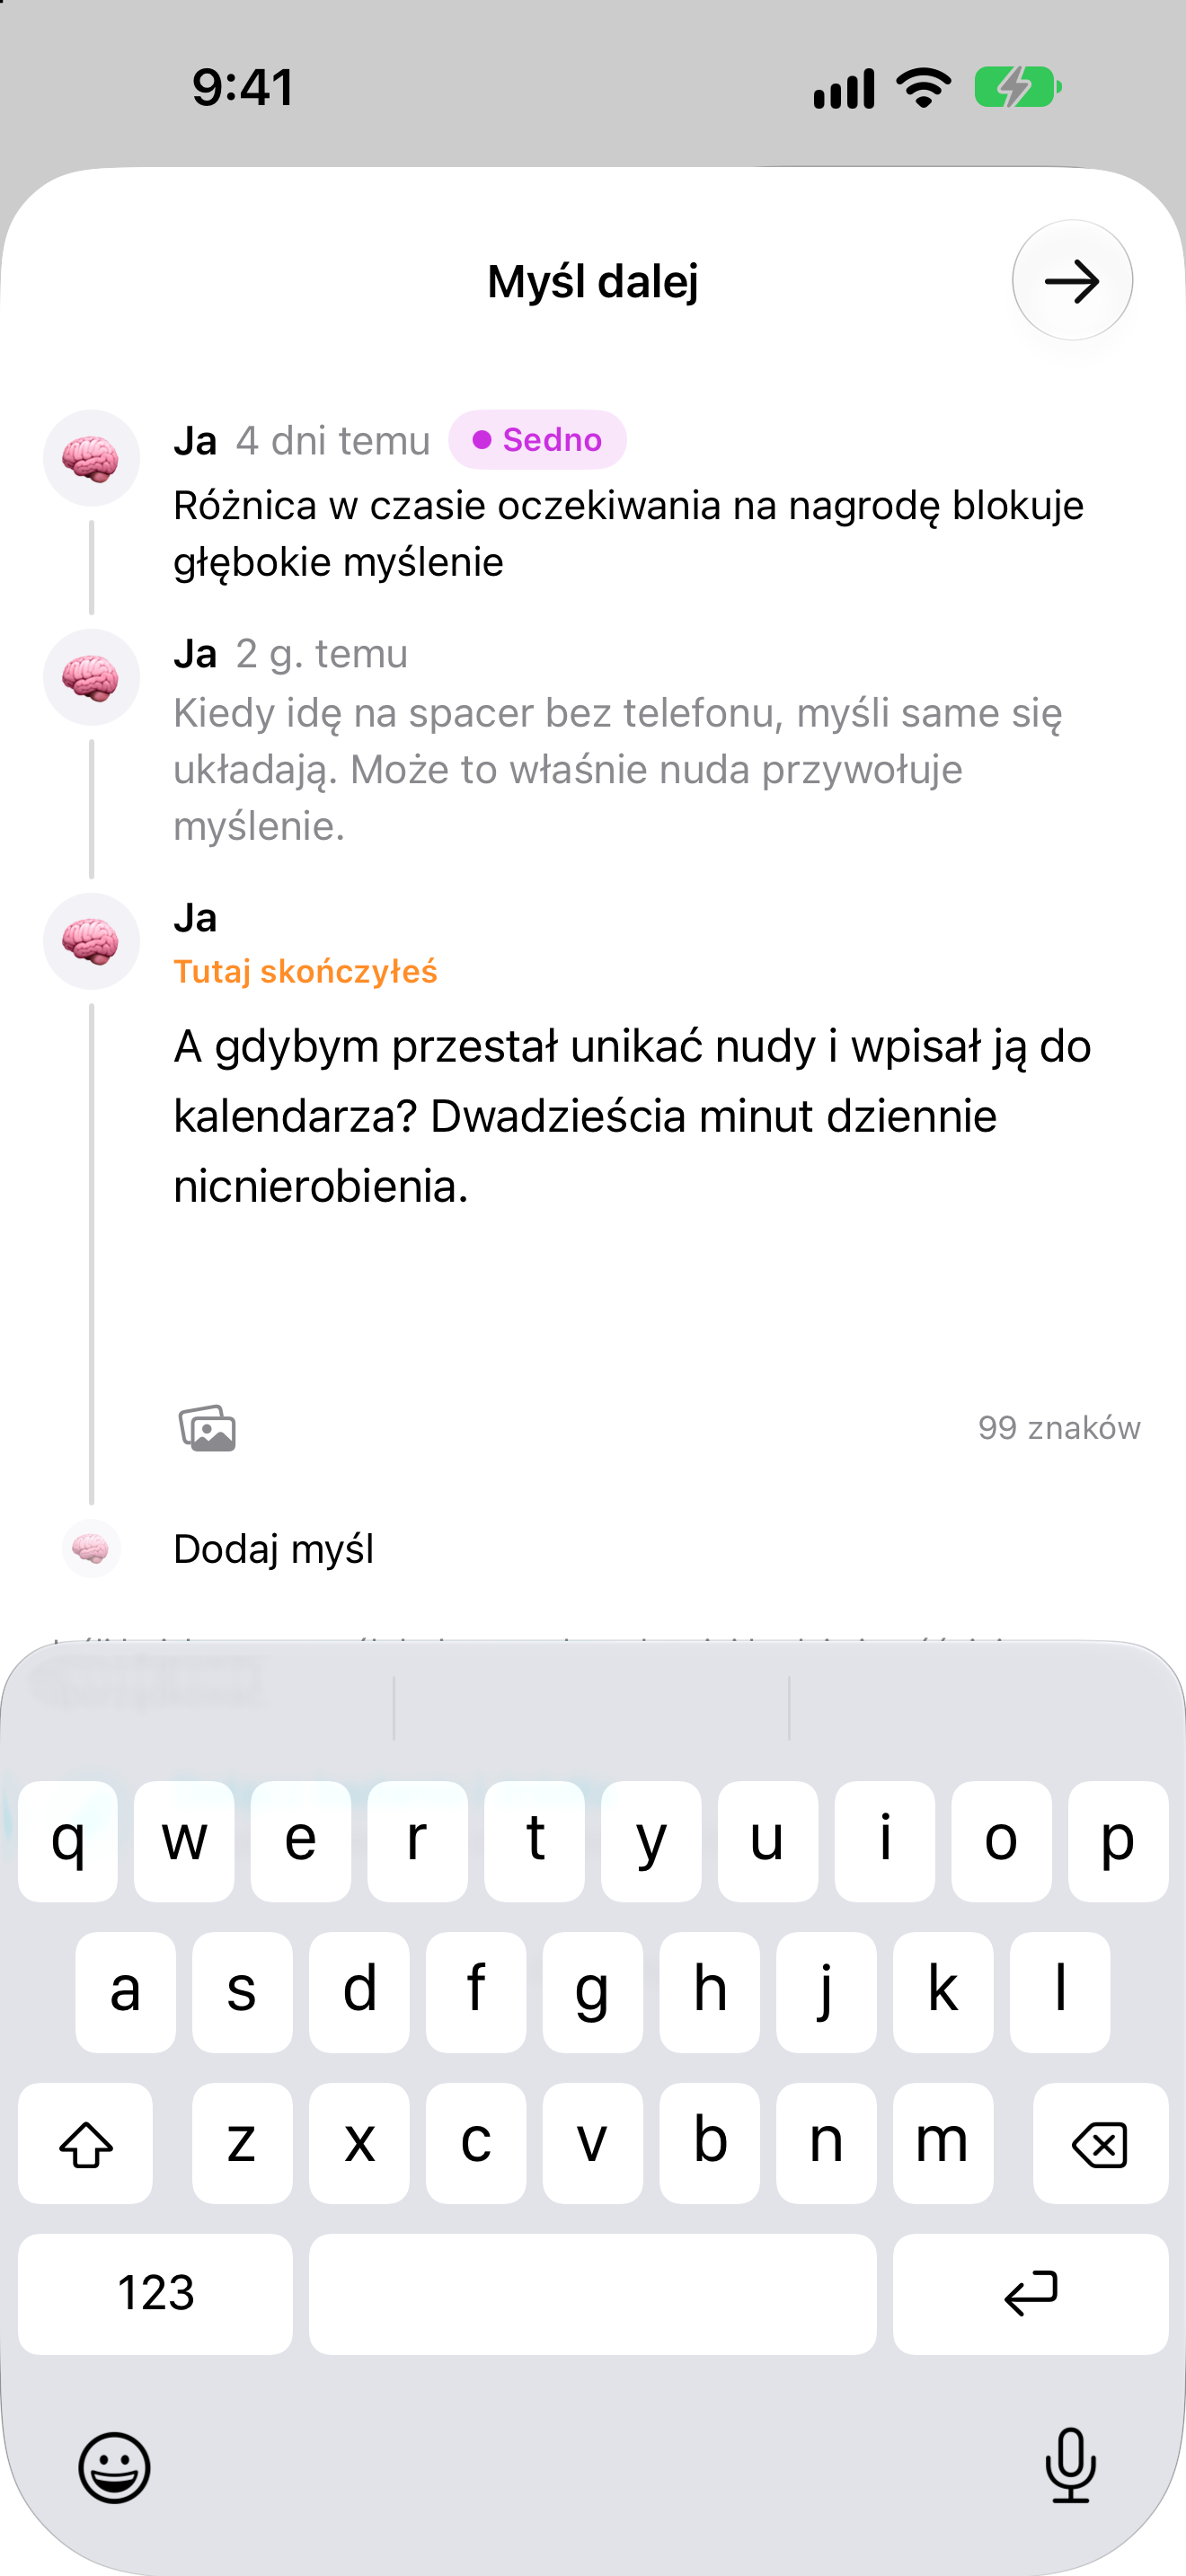 9:41
Myśl dalej
Ja 4 dni temu Sedno
Różnica w czasie oczekiwania na nagrodę blokuje
głębokie myślenie
Ja 2 g. temu
Kiedy idę na spacer bez telefonu, myśli same się
układają. Może to właśnie nuda przywołuje
myślenie.
Ja
Tutaj skończyłeś
A gdybym przestał unikać nudy i wpisał ją do
kalendarza? Dwadzieścia minut dziennie
nicnierobienia.
99 znaków
Dodaj myśl
q w e r t y u i o p
a s d f g h j k l
z x c v b n m
123